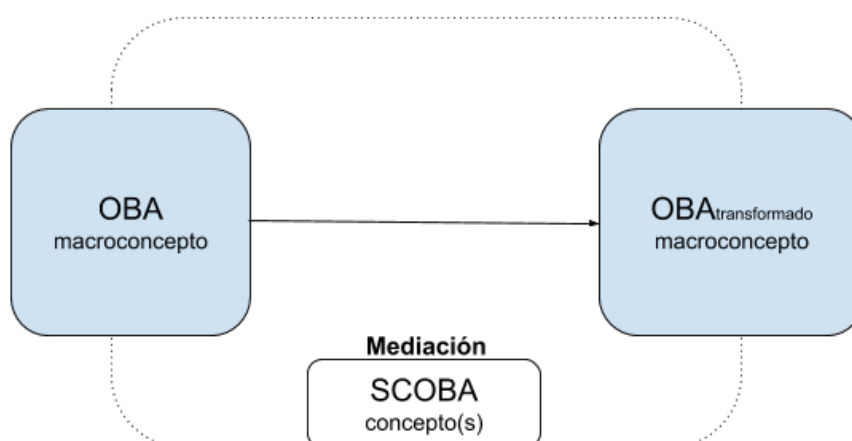 OBA
macroconcepto
OBAtransformado
macroconcepto
Mediación
SCOBA
concepto(s)